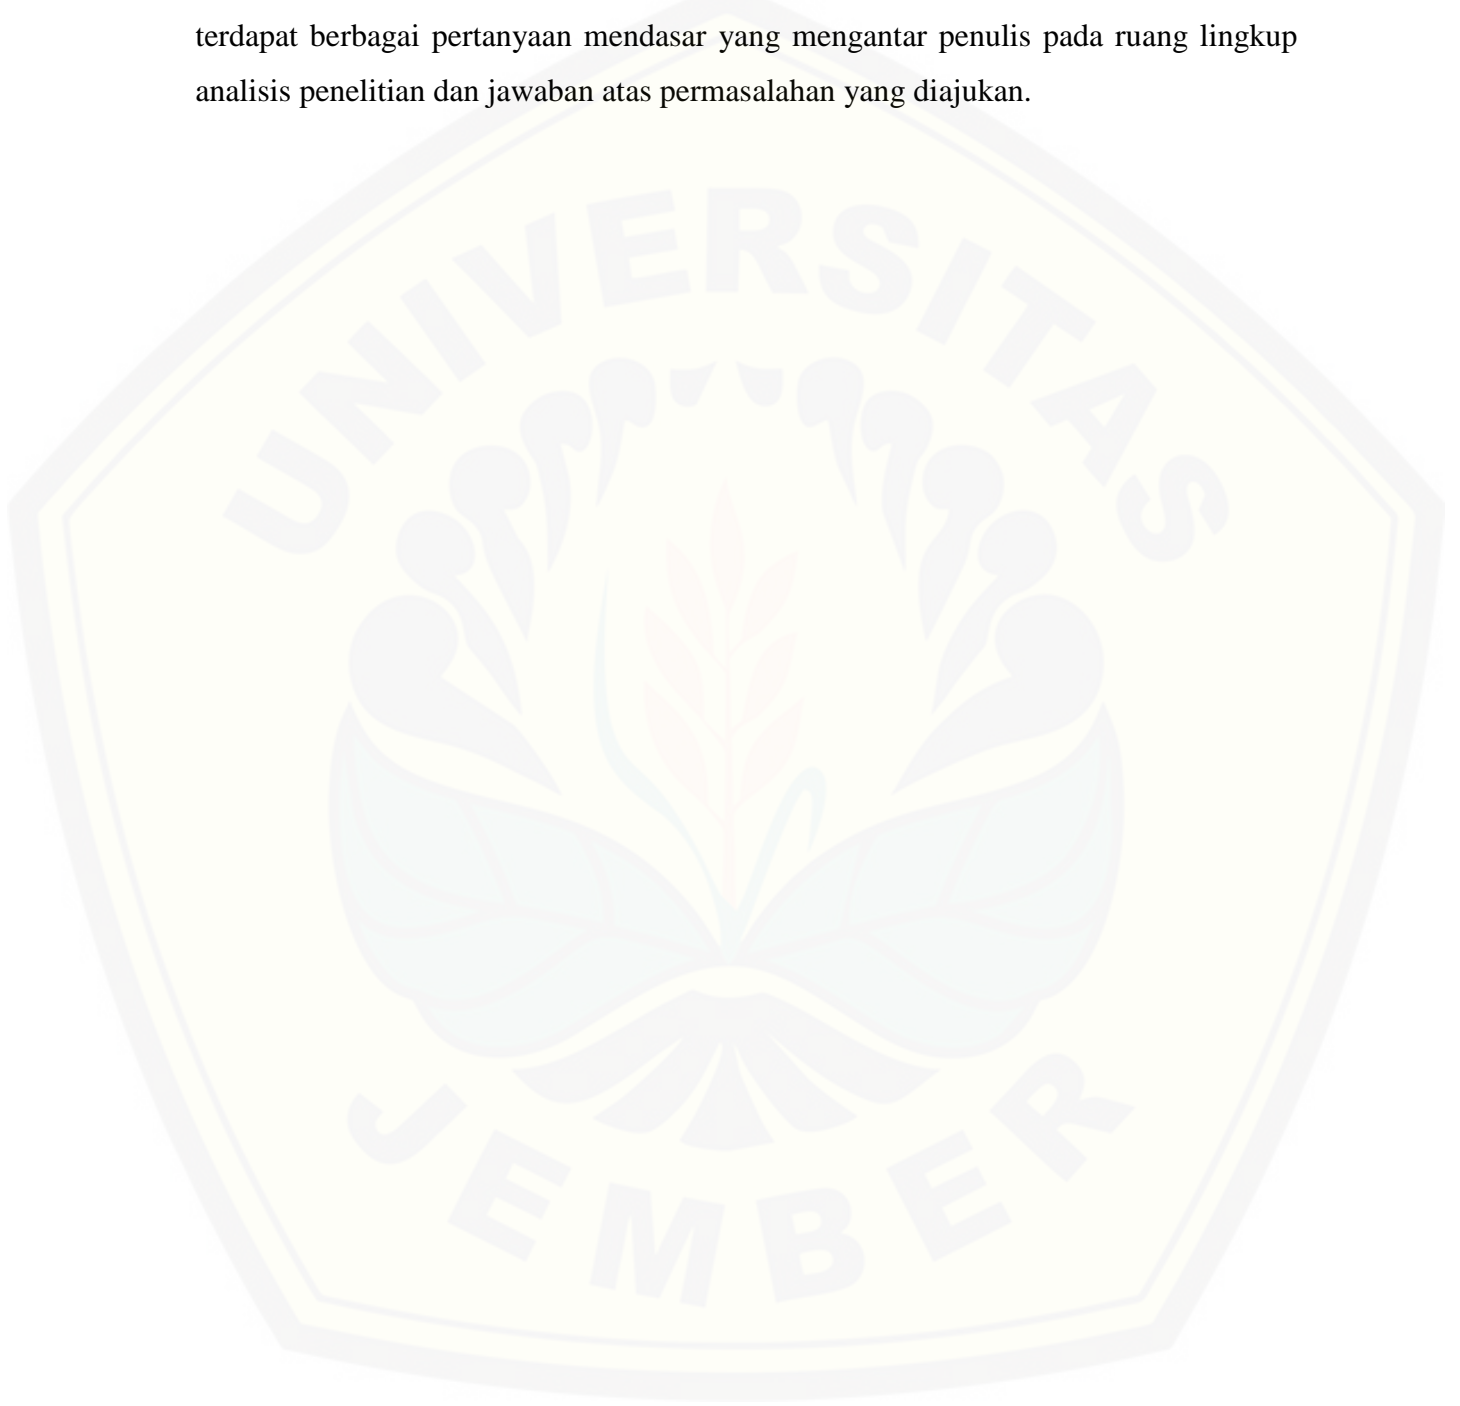 terdapat berbagai pertanyaan mendasar yang mengantar penulis pada ruang lingkup
analisis penelitian dan jawaban atas permasalahan yang diajukan.
UNIVERSITAS
JEMBER